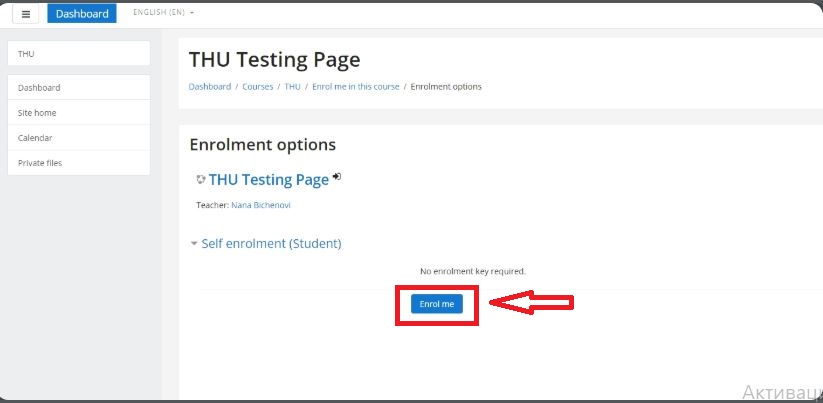 Dashboard ENGLISH (EN)
THU
Dashboard
Site home
Calendar
Private files
THU Testing Page
Dashboard / Courses / THU / Enrol me in this course / Enrolment options
Enrolment options
THU Testing Page
Teacher: Nana Bichenovi
Self enrolment (Student)
No enrolment key required.
Enrol me